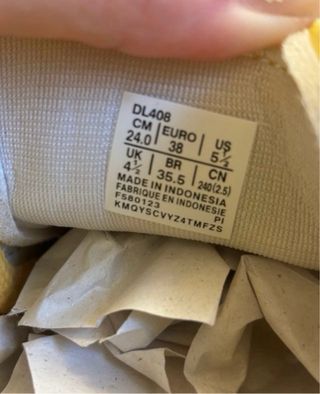 DL408
CM | EURO | US
24.0 | 38 | 5½
UK | BR | CN
4½ | 35.5 | 240(2.5)
MADE IN INDONESIA
FABRIQUE EN INDONESIE
F580123 PI
KMQYSCVYZ4TMFZS